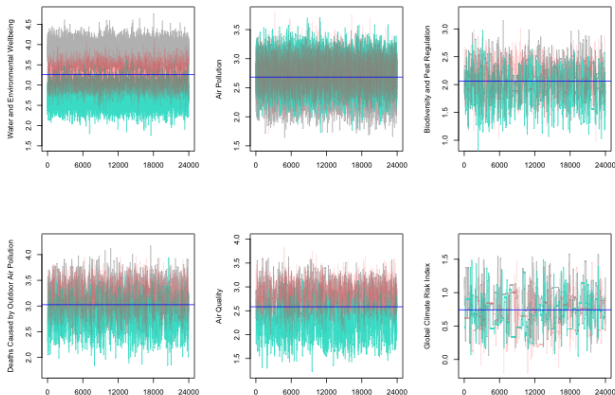 Water and Environmental Wellbeing
1.5 2.0 2.5 3.0 3.5 4.0 4.5
0 6000 12000 18000 24000
Air Pollution
1.5 2.0 2.5 3.0 3.5
0 6000 12000 18000 24000
Biodiversity and Pest Regulation
1.0 1.5 2.0 2.5 3.0
0 6000 12000 18000 24000
Deaths Caused by Outdoor Air Pollution
2.0 2.5 3.0 3.5 4.0
0 6000 12000 18000 24000
Air Quality
1.5 2.0 2.5 3.0 3.5 4.0
0 6000 12000 18000 24000
Global Climate Risk Index
0.0 0.5 1.0 1.5
0 6000 12000 18000 24000